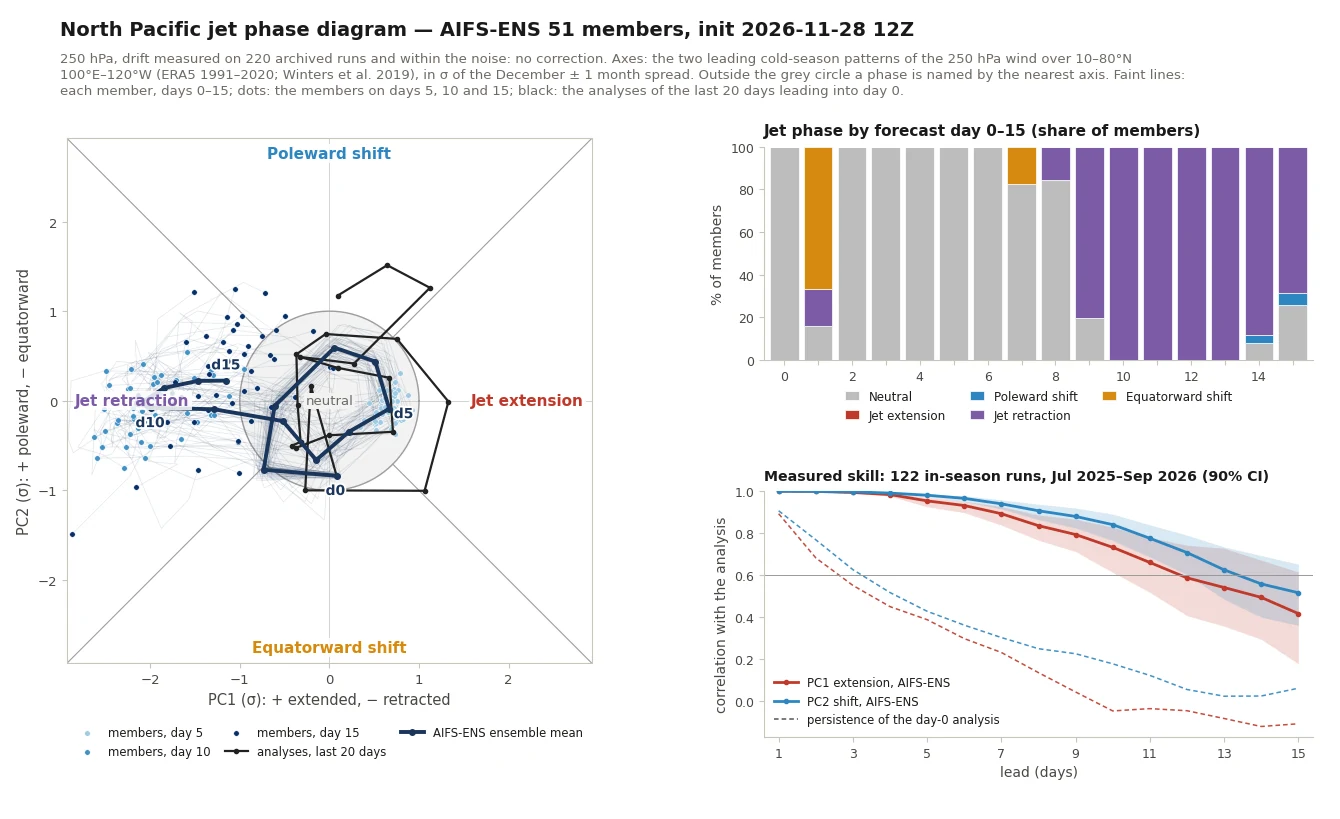 North Pacific jet phase diagram — AIFS-ENS 51 members, init 2026-11-28 12Z
250 hPa, drift measured on 220 archived runs and within the noise: no correction. Axes: the two leading cold-season patterns of the 250 hPa wind over 10–80°N
100°E–120°W (ERA5 1991–2020; Winters et al. 2019), in σ of the December ± 1 month spread. Outside the grey circle a phase is named by the nearest axis. Faint lines:
each member, days 0–15; dots: the members on days 5, 10 and 15; black: the analyses of the last 20 days leading into day 0.
Poleward shift
Jet retraction
neutral
Jet extension
Equatorward shift
d15
d10
d5
d0
2
1
0
−1
−2
−2
−1
0
1
2
PC2 (σ): + poleward, − equatorward
PC1 (σ): + extended, − retracted
members, day 5
members, day 10
members, day 15
analyses, last 20 days
AIFS-ENS ensemble mean
Jet phase by forecast day 0–15 (share of members)
% of members
100
80
60
40
20
0
0
2
4
6
8
10
12
14
Neutral
Jet extension
Poleward shift
Jet retraction
Equatorward shift
Measured skill: 122 in-season runs, Jul 2025–Sep 2026 (90% CI)
correlation with the analysis
1.0
0.8
0.6
0.4
0.2
0.0
PC1 extension, AIFS-ENS
PC2 shift, AIFS-ENS
persistence of the day-0 analysis
1
3
5
7
9
11
13
15
lead (days)